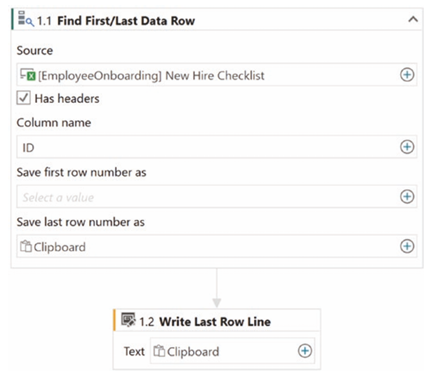 1.1 Find First/Last Data Row
Source
[EmployeeOnboarding] New Hire Checklist
Has headers
Column name
ID
Save first row number as
Select a value
Save last row number as
Clipboard
1.2 Write Last Row Line
Text Clipboard